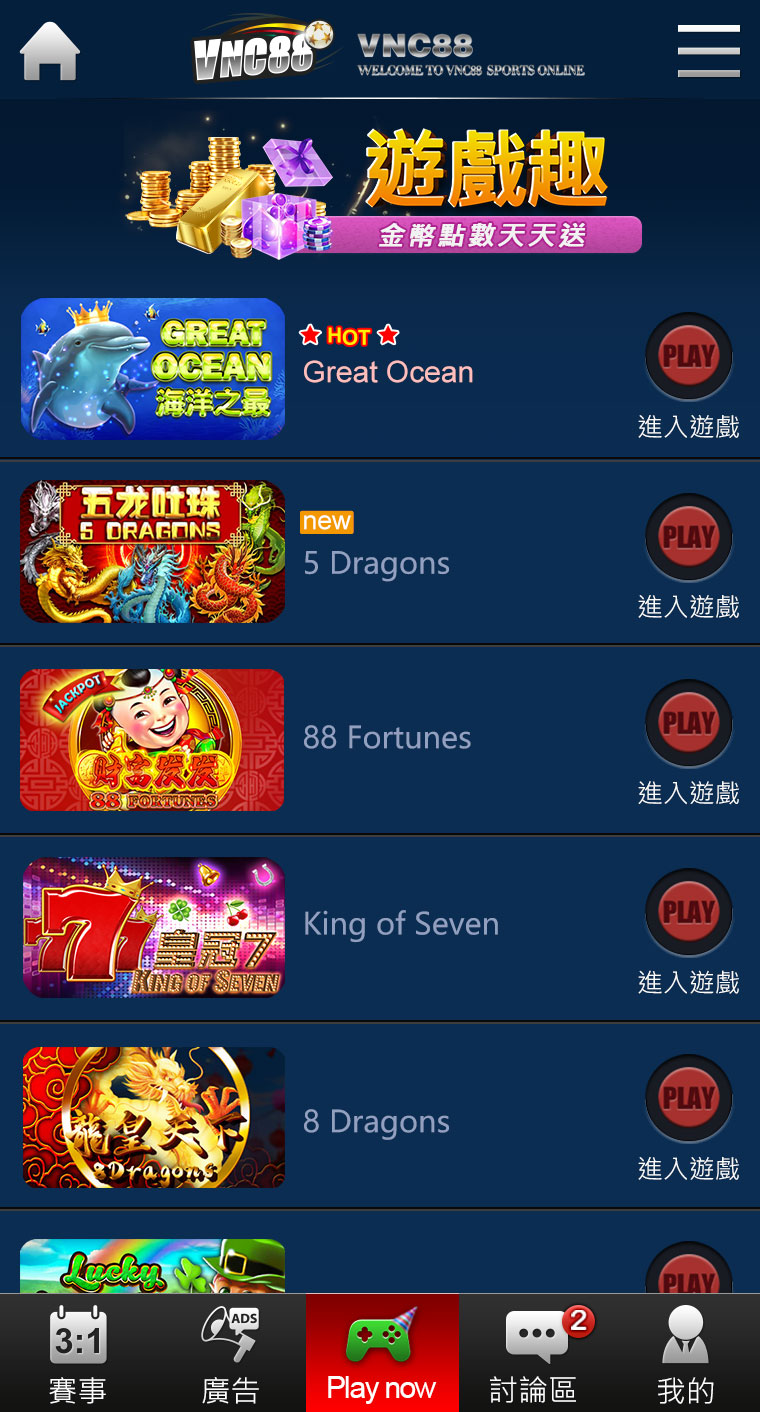 VNC88
VNC88
WELCOME TO VNC88 SPORTS ONLINE
遊戲趣
金幣點數天天送
GREAT
OCEAN
海洋之最
HOT
Great Ocean
PLAY
進入遊戲
五龙吐珠
5 DRAGONS
new
5 Dragons
PLAY
進入遊戲
JACKPOT
财富发发
88 FORTUNES
88 Fortunes
PLAY
進入遊戲
777
皇冠7
KING OF SEVEN
King of Seven
PLAY
進入遊戲
龍皇天下
8Dragons
8 Dragons
PLAY
進入遊戲
Lucky
PLAY
3:1
賽事
ADS
廣告
Play now
2
討論區
我的